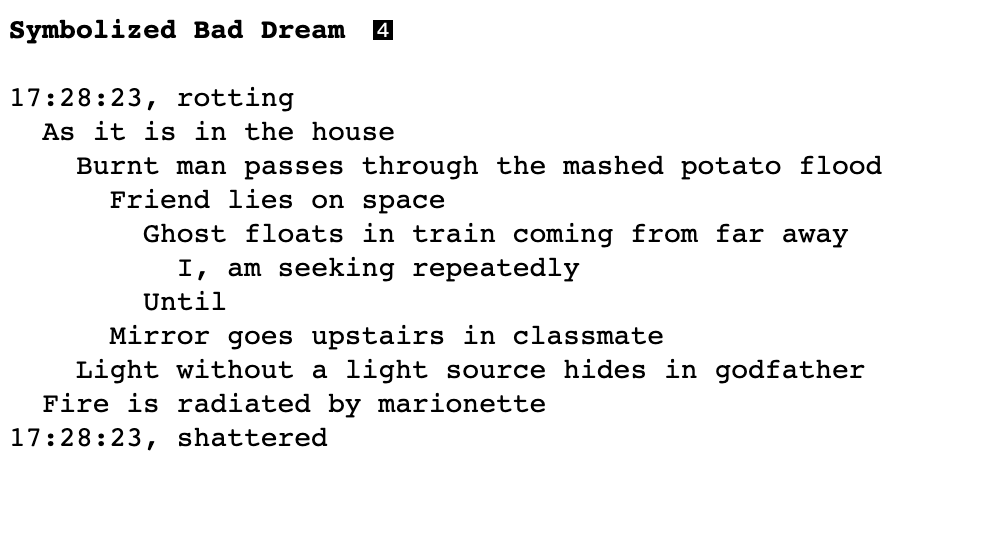 Symbolized Bad Dream 4
17:28:23, rotting
As it is in the house
Burnt man passes through the mashed potato flood
Friend lies on space
Ghost floats in train coming from far away
I, am seeking repeatedly
Until
Mirror goes upstairs in classmate
Light without a light source hides in godfather
Fire is radiated by marionette
17:28:23, shattered